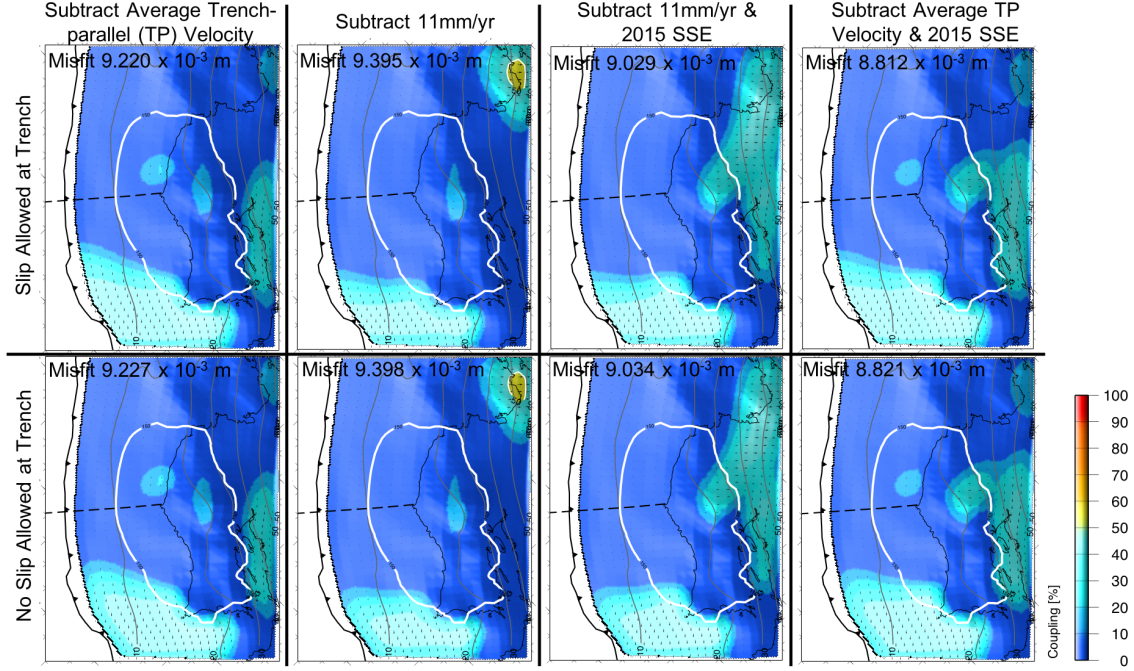 Subtract Average Trench-
parallel (TP) Velocity
Subtract 11mm/yr
Subtract 11mm/yr &
2015 SSE
Subtract Average TP
Velocity & 2015 SSE
Slip Allowed at Trench
Misfit 9.220 x 10-3 m
Misfit 9.395 x 10-3 m
Misfit 9.029 x 10-3 m
Misfit 8.812 x 10-3 m
No Slip Allowed at Trench
Misfit 9.227 x 10-3 m
Misfit 9.398 x 10-3 m
Misfit 9.034 x 10-3 m
Misfit 8.821 x 10-3 m
100
90
80
70
60
50
40
30
20
10
0
Coupling [%]